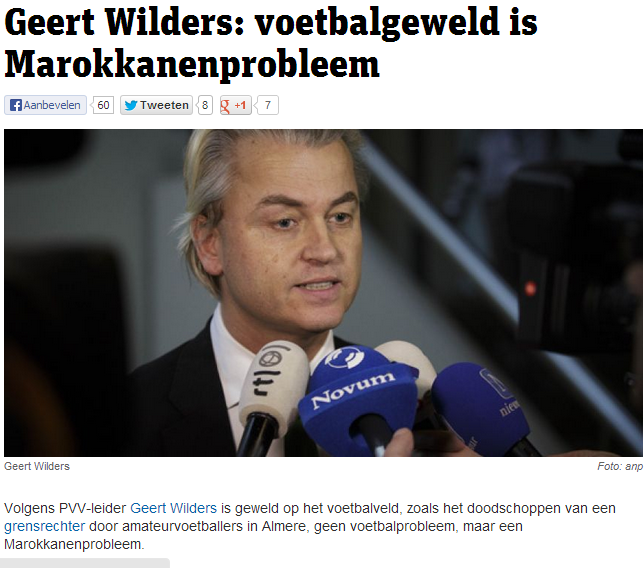 Geert Wilders: voetbalgeweld is
Marokkanenprobleem
Aanbevelen 60 Tweeten 8 +1 7
rtl
Novum
nieu
Geert Wilders Foto: anp
Volgens PVV-leider Geert Wilders is geweld op het voetbalveld, zoals het doodschoppen van een
grensrechter door amateurvoetballers in Almere, geen voetbalprobleem, maar een
Marokkanenprobleem.